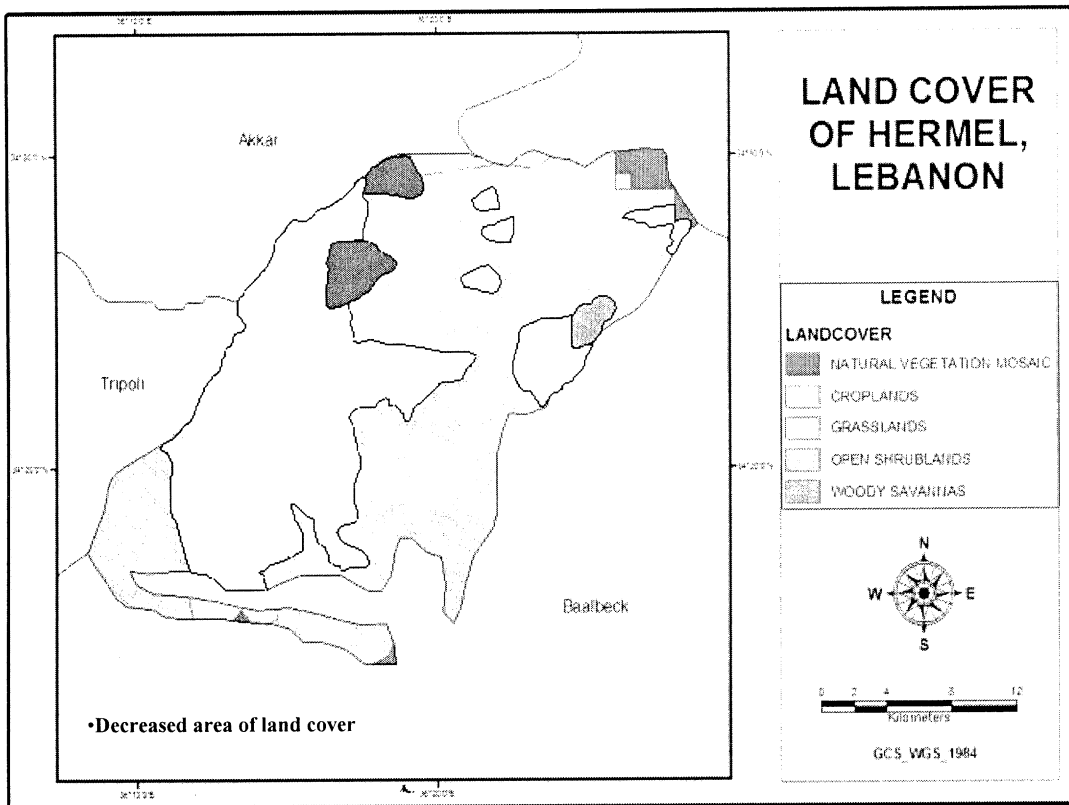 LAND COVER
OF HERMEL,
LEBANON
Akkar
Tripoli
Baalbeck
•Decreased area of land cover
LEGEND
LANDCOVER
NATURAL VEGETATION MOSAIC
CROPLANDS
GRASSLANDS
OPEN SHRUBLANDS
WOODY SAVANNAS
N
W E
S
0 2 4 8 12
Kilometers
GCS_WGS_1984